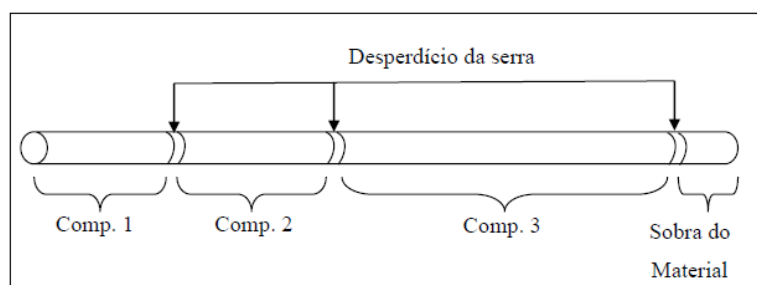 Desperdício da serra
Comp. 1
Comp. 2
Comp. 3
Sobra do
Material